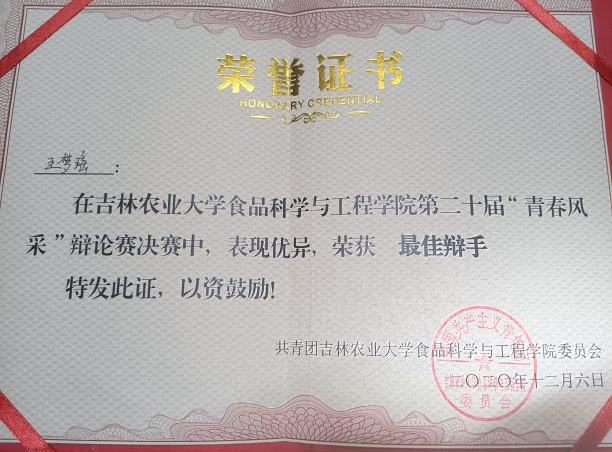 荣誉证书
HONORARY CREDENTIAL
王梦瑶：
在吉林农业大学食品科学与工程学院第二十届“青春风
采”辩论赛决赛中，表现优异，荣获 最佳辩手
特发此证，以资鼓励！
共青团吉林农业大学食品科学与工程学院委员会
二〇二〇年十二月六日
委员会